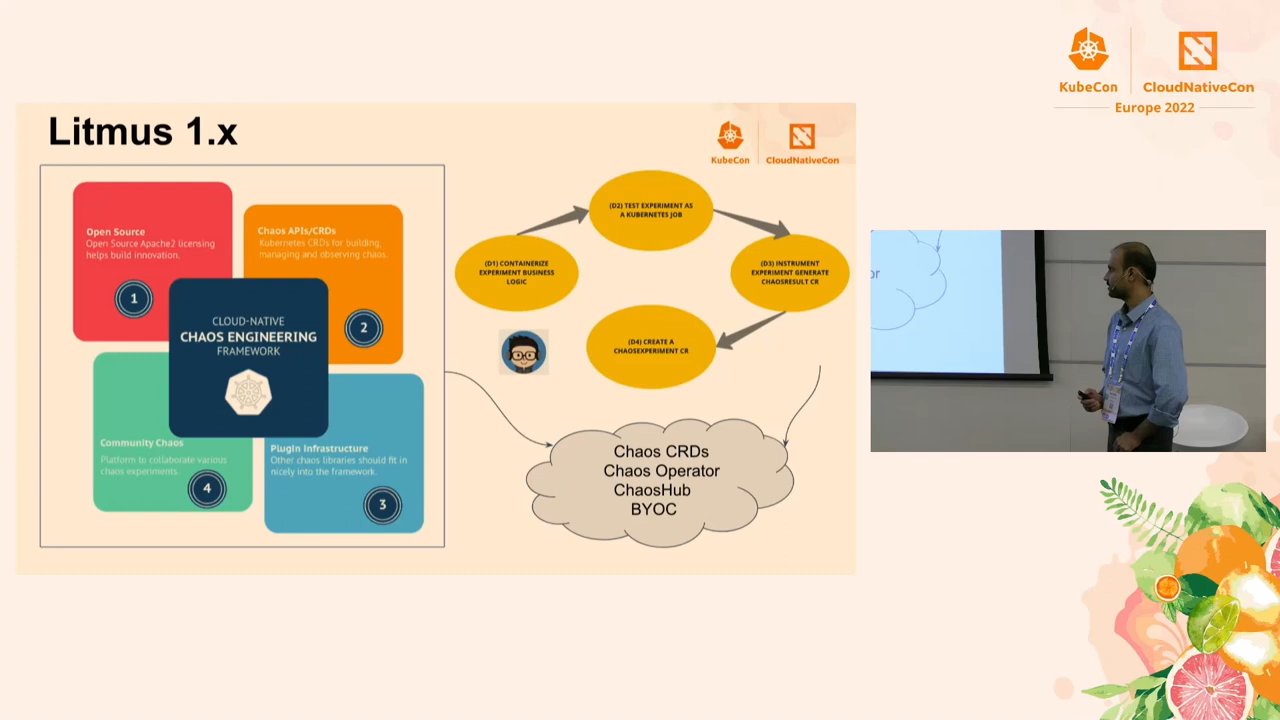 Litmus 1.x
KubeCon
CloudNativeCon
Open Source
Open Source Apache2 licensing
helps build innovation.
1
Chaos APIs/CRDs
Kubernetes CRDs for building,
managing and observing chaos.
2
CLOUD-NATIVE
CHAOS ENGINEERING
FRAMEWORK
Community Chaos
Platform to collaborate various
chaos experiments.
4
Plugin Infrastructure
Other chaos libraries should fit in
nicely into the framework.
3
(D1) CONTAINERIZE
EXPERIMENT BUSINESS
LOGIC
(D2) TEST EXPERIMENT AS
A KUBERNETES JOB
(D3) INSTRUMENT
EXPERIMENT GENERATE
CHAOSRESULT CR
(D4) CREATE A
CHAOSEXPERIMENT CR
Chaos CRDs
Chaos Operator
ChaosHub
BYOC
KubeCon
CloudNativeCon
Europe 2022
or